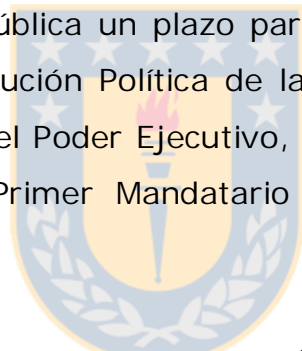 ública un plazo par
ución Política de la
el Poder Ejecutivo,
Primer Mandatario